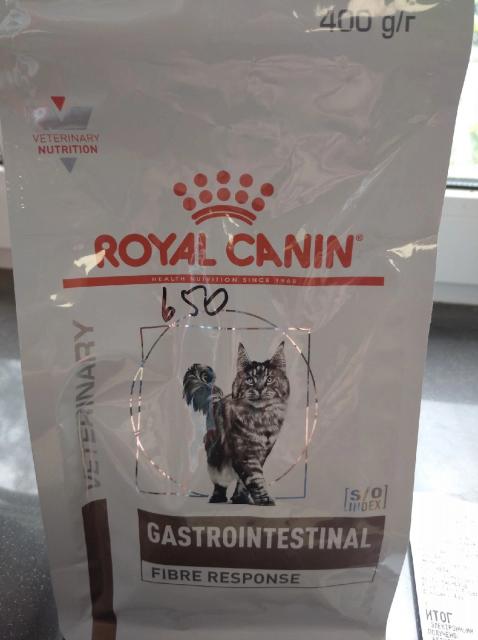 400 g/г
VETERINARY
NUTRITION
ROYAL CANIN®
HEALTH NUTRITION SINCE 1968
650
VETERINARY
S/O
INDEX
GASTROINTESTINAL
FIBRE RESPONSE
ИТОГ